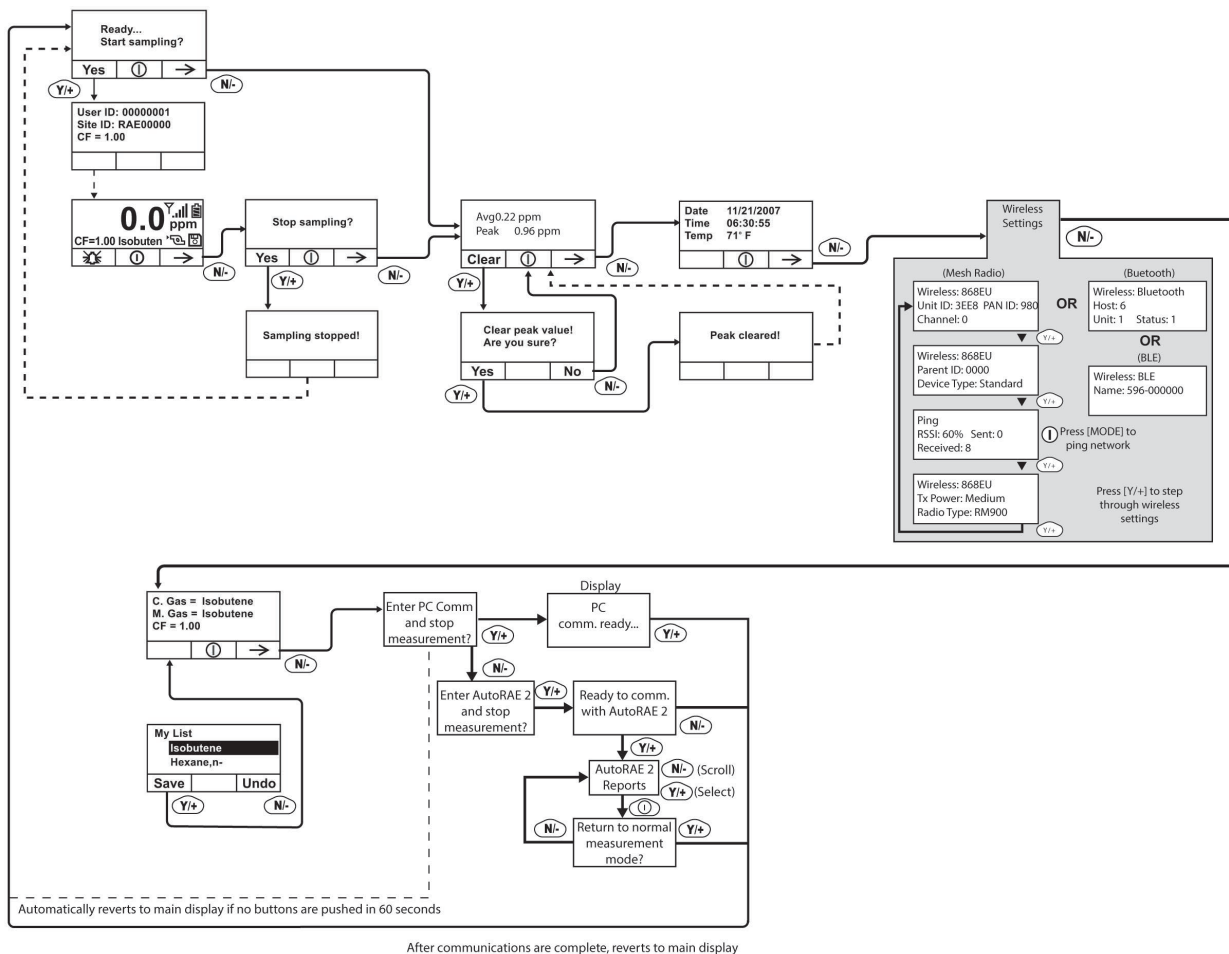 Ready...
Start sampling?
Yes
N/-
Y/+
User ID: 00000001
Site ID: RAE00000
CF = 1.00
0.0 ppm
CF=1.00 Isobuten
N/-
Stop sampling?
Yes
N/-
Y/+
Sampling stopped!
Avg0.22 ppm
Peak 0.96 ppm
Clear
N/-
Y/+
Clear peak value!
Are you sure?
Yes No
Y/+
N/-
Peak cleared!
Date 11/21/2007
Time 06:30:55
Temp 71° F
N/-
Wireless
Settings
N/-
(Mesh Radio)
Wireless: 868EU
Unit ID: 3EE8 PAN ID: 980
Channel: 0
Y/+
Wireless: 868EU
Parent ID: 0000
Device Type: Standard
Y/+
Ping
RSSI: 60% Sent: 0
Received: 8
Press [MODE] to
ping network
Y/+
Wireless: 868EU
Tx Power: Medium
Radio Type: RM900
Y/+
OR
(Buetooth)
Wireless: Bluetooth
Host: 6
Unit: 1 Status: 1
OR
(BLE)
Wireless: BLE
Name: 596-000000
Press [Y/+] to step
through wireless
settings
C. Gas = Isobutene
M. Gas = Isobutene
CF = 1.00
N/-
My List
Isobutene
Hexane,n-
Save Undo
Y/+
N/-
Enter PC Comm
and stop
measurement?
Y/+
Display
PC
comm. ready...
Y/+
N/-
Enter AutoRAE 2
and stop
measurement?
Y/+
Ready to comm.
with AutoRAE 2
N/-
Y/+
AutoRAE 2
Reports
N/- (Scroll)
Y/+ (Select)
N/-
Return to normal
measurement
mode?
Y/+
Automatically reverts to main display if no buttons are pushed in 60 seconds
After communications are complete, reverts to main display